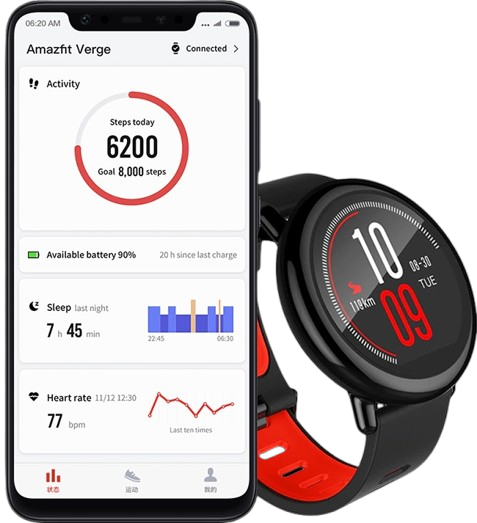 06:20 AM
Amazfit Verge
Connected
Activity
Steps today
6200
Goal 8,000 steps
Available battery 90%
20 h since last charge
Sleep last night
7 h 45 min
22:45
06:30
Heart rate 11/12 12:30
77 bpm
Last ten times
状态
运动
我的
10
08-30
TUE
118km
09